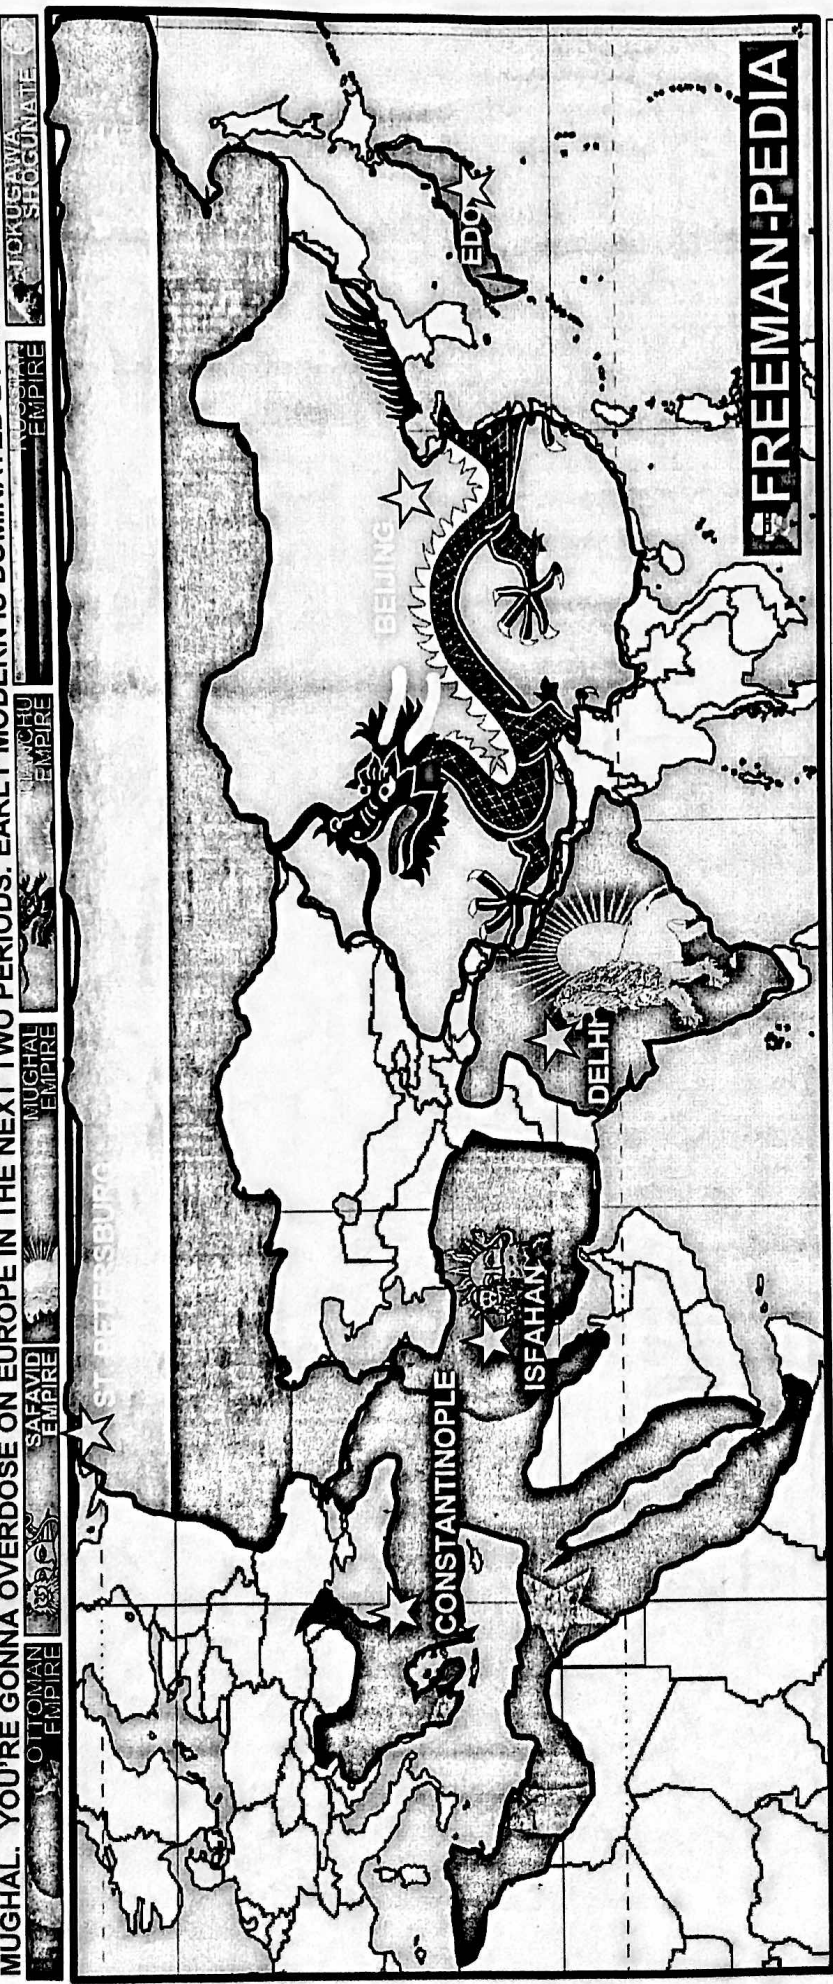 MUGHAL. YOU'RE GONNA OVERDOSE ON EUROPE IN THE NEXT TWO PERIODS. EARLY MODERN IS DOMINATED
OTTOMAN
EMPIRE
SAFAVID
EMPIRE
MUGHAL
EMPIRE
MANCHU
EMPIRE
RUSSIAN
EMPIRE
TOKUGAWA
SHOGUNATE
ST. PETERSBURG
CONSTANTINOPLE
ISFAHAN
DELHI
BEIJING
EDO
FREEMAN-PEDIA